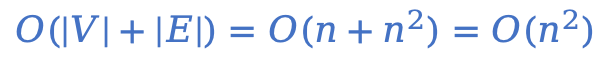 O(|V| + |E|) = O(n + n²) = O(n²)